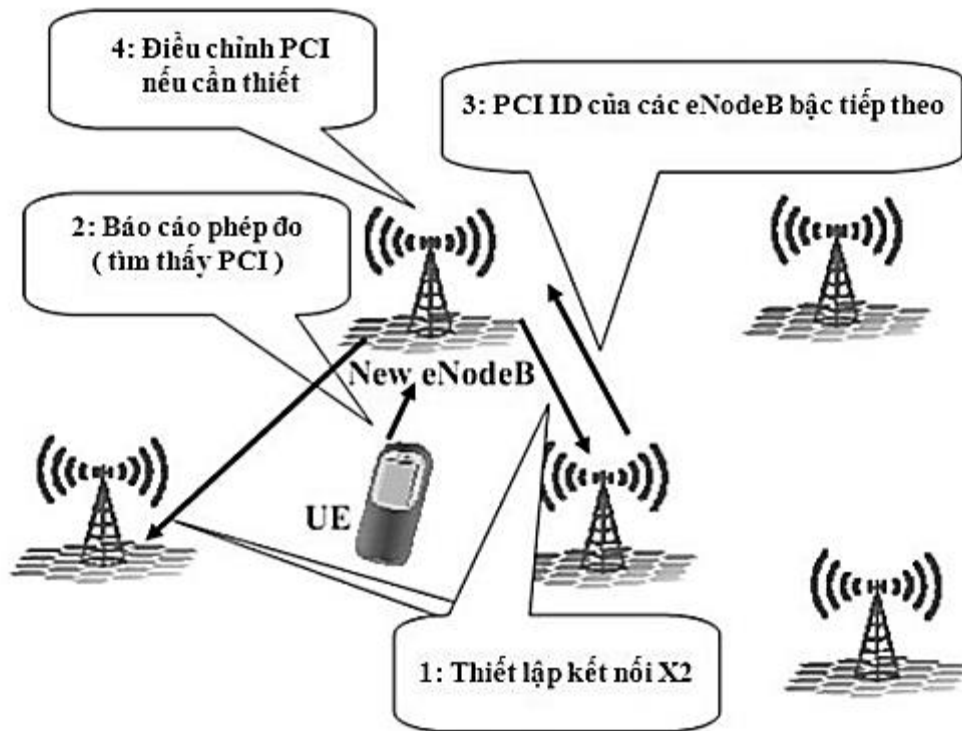 4: Điều chỉnh PCI
nếu cần thiết
3: PCI ID của các eNodeB bậc tiếp theo
2: Báo cáo phép đo
( tìm thấy PCI )
New eNodeB
UE
1: Thiết lập kết nối X2